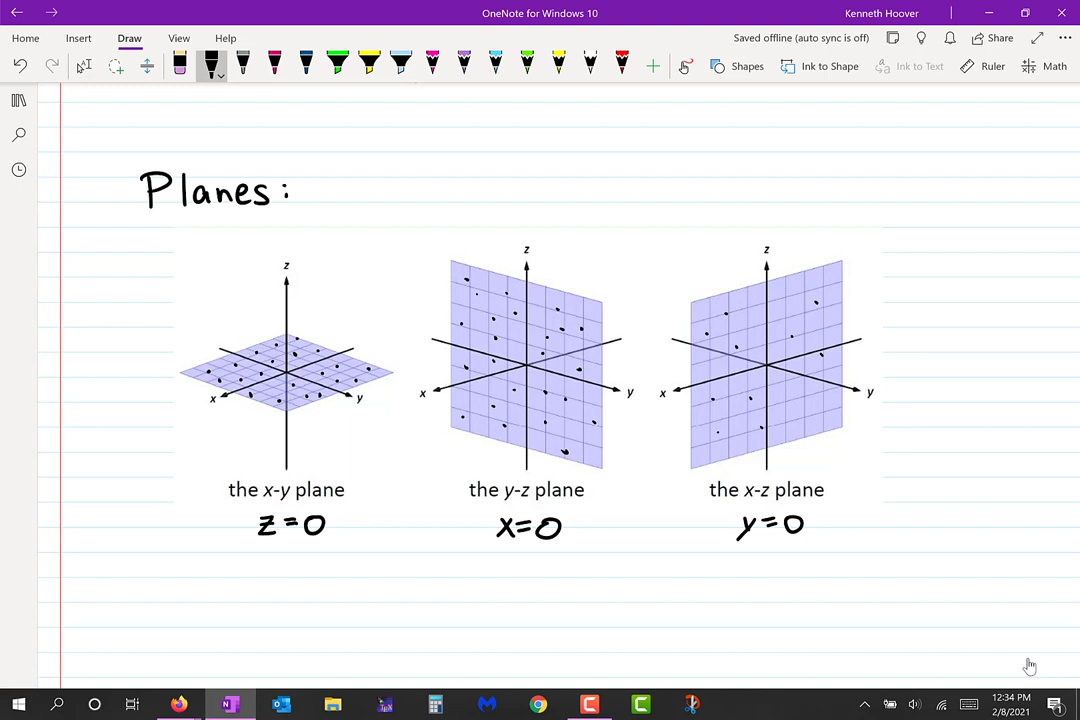 OneNote for Windows 10
Kenneth Hoover
Home Insert Draw View Help
Saved offline (auto sync is off)
Share
Shapes
Ink to Shape
Ink to Text
Ruler
Math
Planes:
z z z
x y x y x y
the x-y plane the y-z plane the x-z plane
z=0 x=0 y=0
12:34 PM
2/8/2021